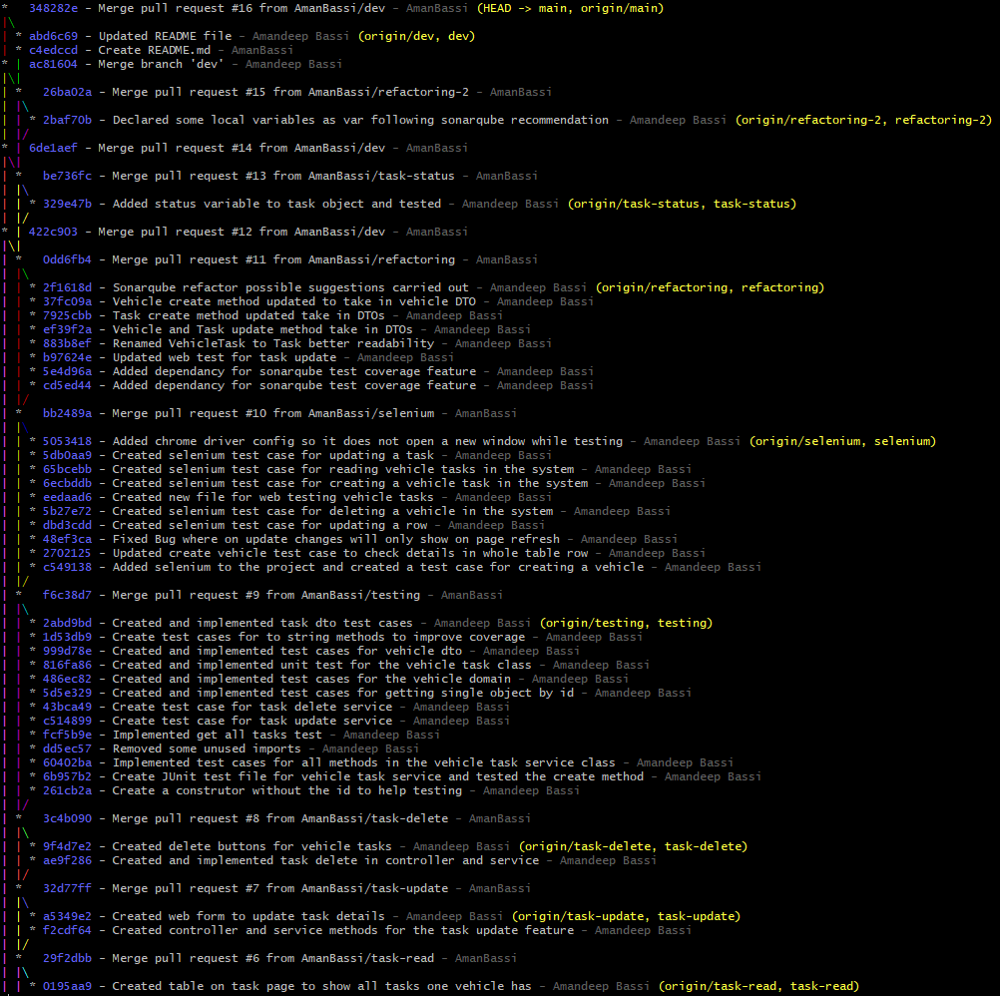 * 348282e - Merge pull request #16 from AmanBassi/dev - AmanBassi (HEAD -> main, origin/main)
|\
| * abd6c69 - Updated README file - Amandeep Bassi (origin/dev, dev)
| * c4edccd - Create README.md - AmanBassi
* | ac81604 - Merge branch 'dev' - Amandeep Bassi
|\|
| * 26ba02a - Merge pull request #15 from AmanBassi/refactoring-2 - AmanBassi
| |\
| | * 2baf70b - Declared some local variables as var following sonarqube recommendation - Amandeep Bassi (origin/refactoring-2, refactoring-2)
| |/
* | 6de1aef - Merge pull request #14 from AmanBassi/dev - AmanBassi
|\|
| * be736fc - Merge pull request #13 from AmanBassi/task-status - AmanBassi
| |\
| | * 329e47b - Added status variable to task object and tested - Amandeep Bassi (origin/task-status, task-status)
| |/
* | 422c903 - Merge pull request #12 from AmanBassi/dev - AmanBassi
|\|
| * 0dd6fb4 - Merge pull request #11 from AmanBassi/refactoring - AmanBassi
| |\
| | * 2f1618d - Sonarqube refactor possible suggestions carried out - Amandeep Bassi (origin/refactoring, refactoring)
| | * 37fc09a - Vehicle create method updated to take in vehicle DTO - Amandeep Bassi
| | * 7925cbb - Task create method updated take in DTOs - Amandeep Bassi
| | * ef39f2a - Vehicle and Task update method take in DTOs - Amandeep Bassi
| | * 883b8ef - Renamed VehicleTask to Task better readability - Amandeep Bassi
| | * b97624e - Updated web test for task update - Amandeep Bassi
| | * 5e4d96a - Added dependancy for sonarqube test coverage feature - Amandeep Bassi
| | * cd5ed44 - Added dependancy for sonarqube test coverage feature - Amandeep Bassi
| |/
| * bb2489a - Merge pull request #10 from AmanBassi/selenium - AmanBassi
| |\
| | * 5053418 - Added chrome driver config so it does not open a new window while testing - Amandeep Bassi (origin/selenium, selenium)
| | * 5db0aa9 - Created selenium test case for updating a task - Amandeep Bassi
| | * 65bcebb - Created selenium test case for reading vehicle tasks in the system - Amandeep Bassi
| | * 6ecbddb - Created selenium test case for creating a vehicle task in the system - Amandeep Bassi
| | * eedaad6 - Created new file for web testing vehicle tasks - Amandeep Bassi
| | * 5b27e72 - Created selenium test case for deleting a vehicle in the system - Amandeep Bassi
| | * dbd3cdd - Created selenium test case for updating a row - Amandeep Bassi
| | * 48ef3ca - Fixed Bug where on update changes will only show on page refresh - Amandeep Bassi
| | * 2702125 - Updated create vehicle test case to check details in whole table row - Amandeep Bassi
| | * c549138 - Added selenium to the project and created a test case for creating a vehicle - Amandeep Bassi
| |/
| * f6c38d7 - Merge pull request #9 from AmanBassi/testing - AmanBassi
| |\
| | * 2abd9bd - Created and implemented task dto test cases - Amandeep Bassi (origin/testing, testing)
| | * 1d53db9 - Create test cases for to string methods to improve coverage - Amandeep Bassi
| | * 999d78e - Created and implemented test cases for vehicle dto - Amandeep Bassi
| | * 816fa86 - Created and implemented unit test for the vehicle task class - Amandeep Bassi
| | * 486ec82 - Created and implemented test cases for the vehicle domain - Amandeep Bassi
| | * 5d5e329 - Created and implemented test cases for getting single object by id - Amandeep Bassi
| | * 43bca49 - Create test case for task delete service - Amandeep Bassi
| | * c514899 - Create test case for task update service - Amandeep Bassi
| | * fcf5b9e - Implemented get all tasks test - Amandeep Bassi
| | * dd5ec57 - Removed some unused imports - Amandeep Bassi
| | * 60402ba - Implemented test cases for all methods in the vehicle task service class - Amandeep Bassi
| | * 6b957b2 - Create JUnit test file for vehicle task service and tested the create method - Amandeep Bassi
| | * 261cb2a - Create a construtor without the id to help testing - Amandeep Bassi
| |/
| * 3c4b090 - Merge pull request #8 from AmanBassi/task-delete - AmanBassi
| |\
| | * 9f4d7e2 - Created delete buttons for vehicle tasks - Amandeep Bassi (origin/task-delete, task-delete)
| | * ae9f286 - Created and implemented task delete in controller and service - Amandeep Bassi
| |/
| * 32d77ff - Merge pull request #7 from AmanBassi/task-update - AmanBassi
| |\
| | * a5349e2 - Created web form to update task details - Amandeep Bassi (origin/task-update, task-update)
| | * f2cdf64 - Created controller and service methods for the task update feature - Amandeep Bassi
| |/
| * 29f2dbb - Merge pull request #6 from AmanBassi/task-read - AmanBassi
| |\
| | * 0195aa9 - Created table on task page to show all tasks one vehicle has - Amandeep Bassi (origin/task-read, task-read)